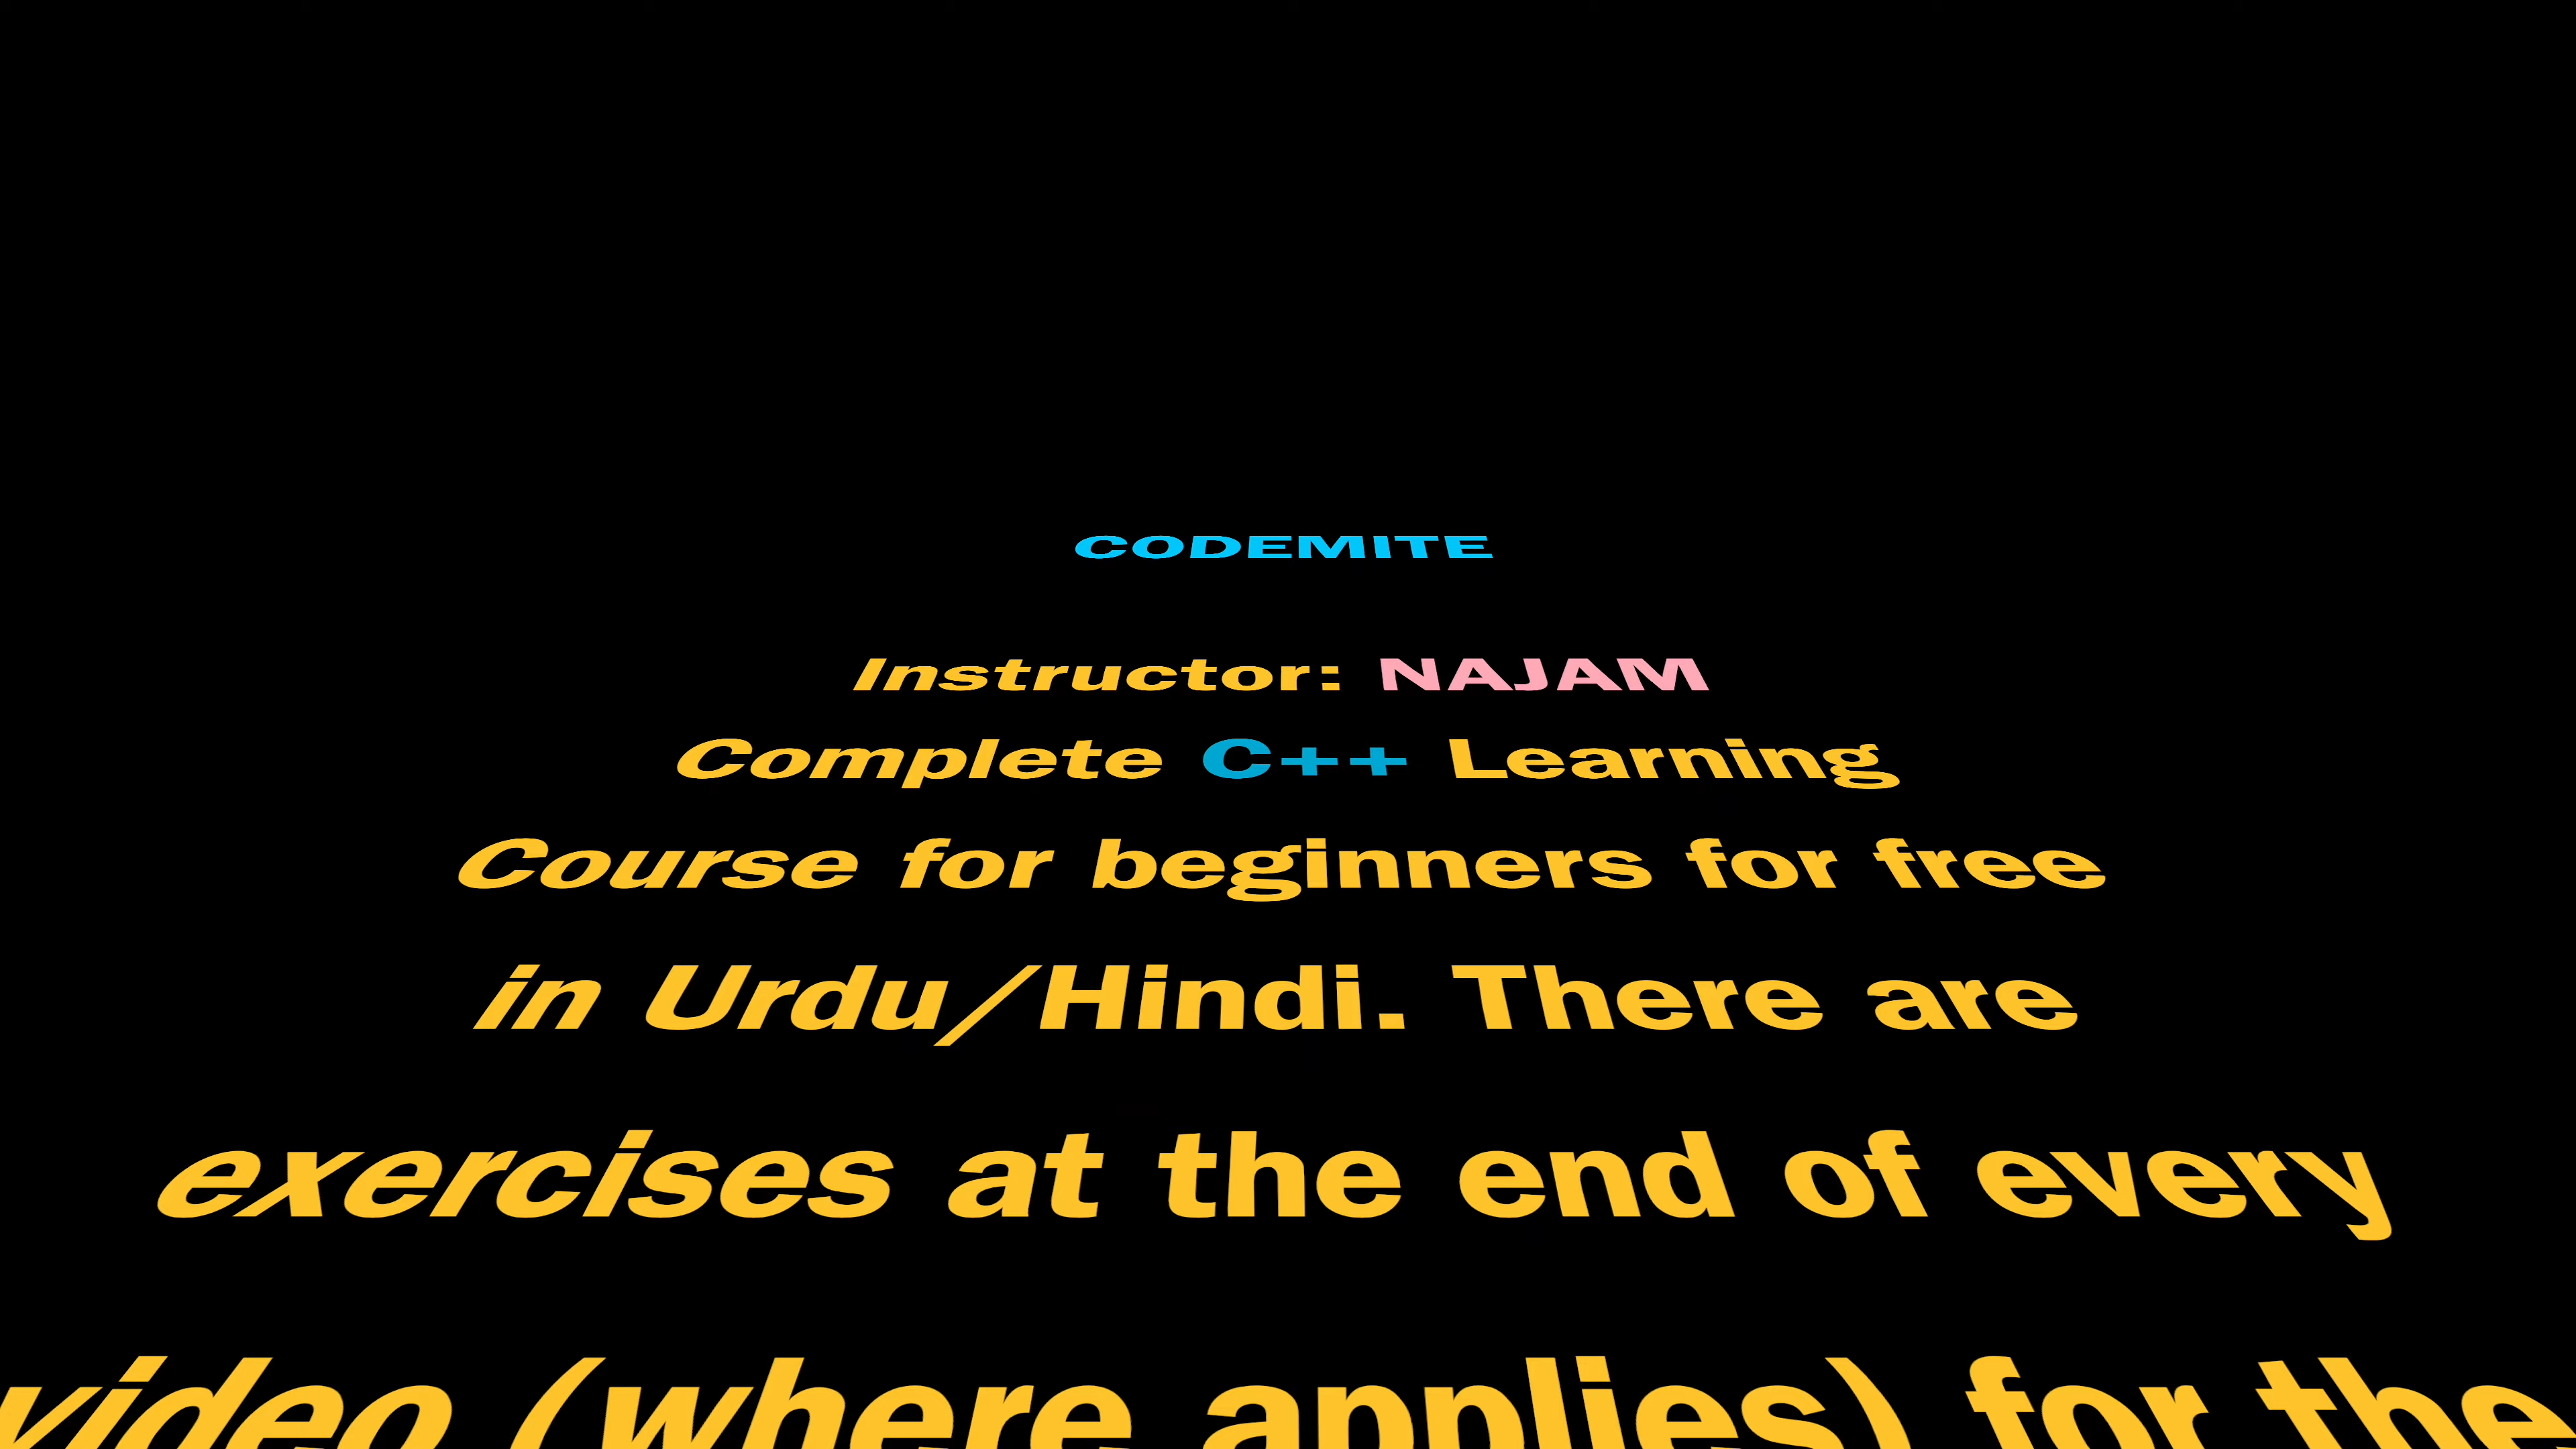 CODEMITE
Instructor: NAJAM
Complete C++ Learning
Course for beginners for free
in Urdu/Hindi. There are
exercises at the end of every
video (where applies) for the